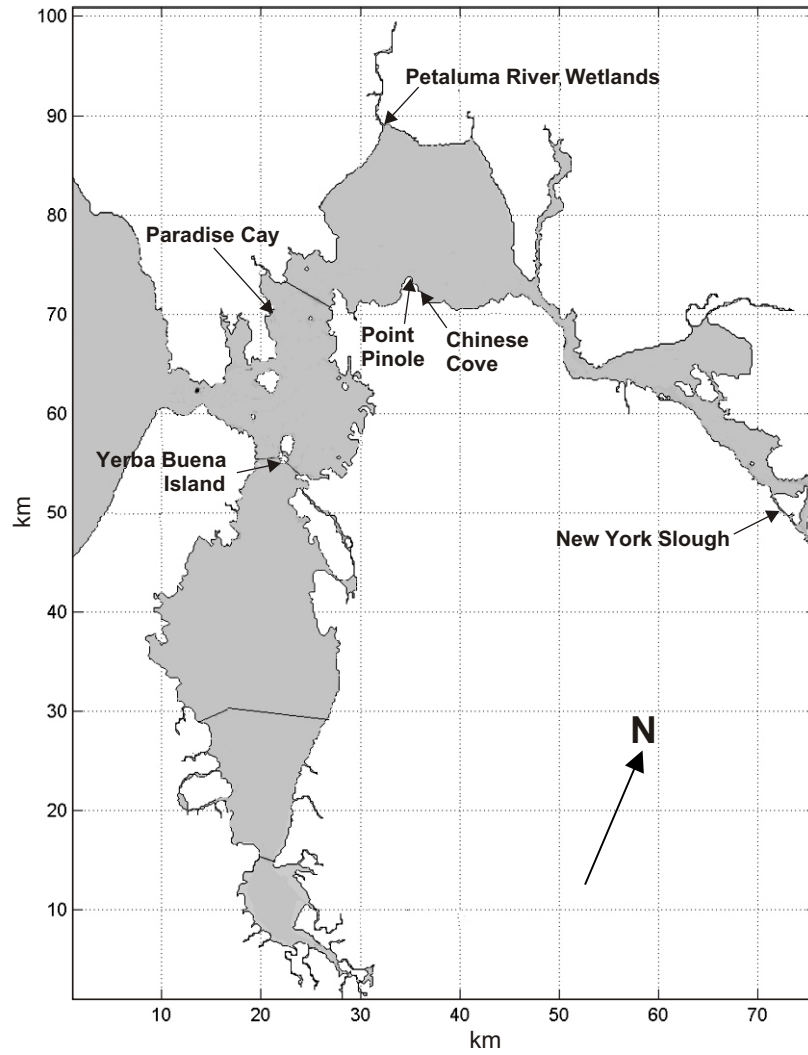 100
90
80
70
60
50
40
30
20
10
km
Petaluma River Wetlands
Paradise Cay
Point
Pinole
Chinese
Cove
Yerba Buena
Island
New York Slough
N
10
20
30
40
50
60
70
km